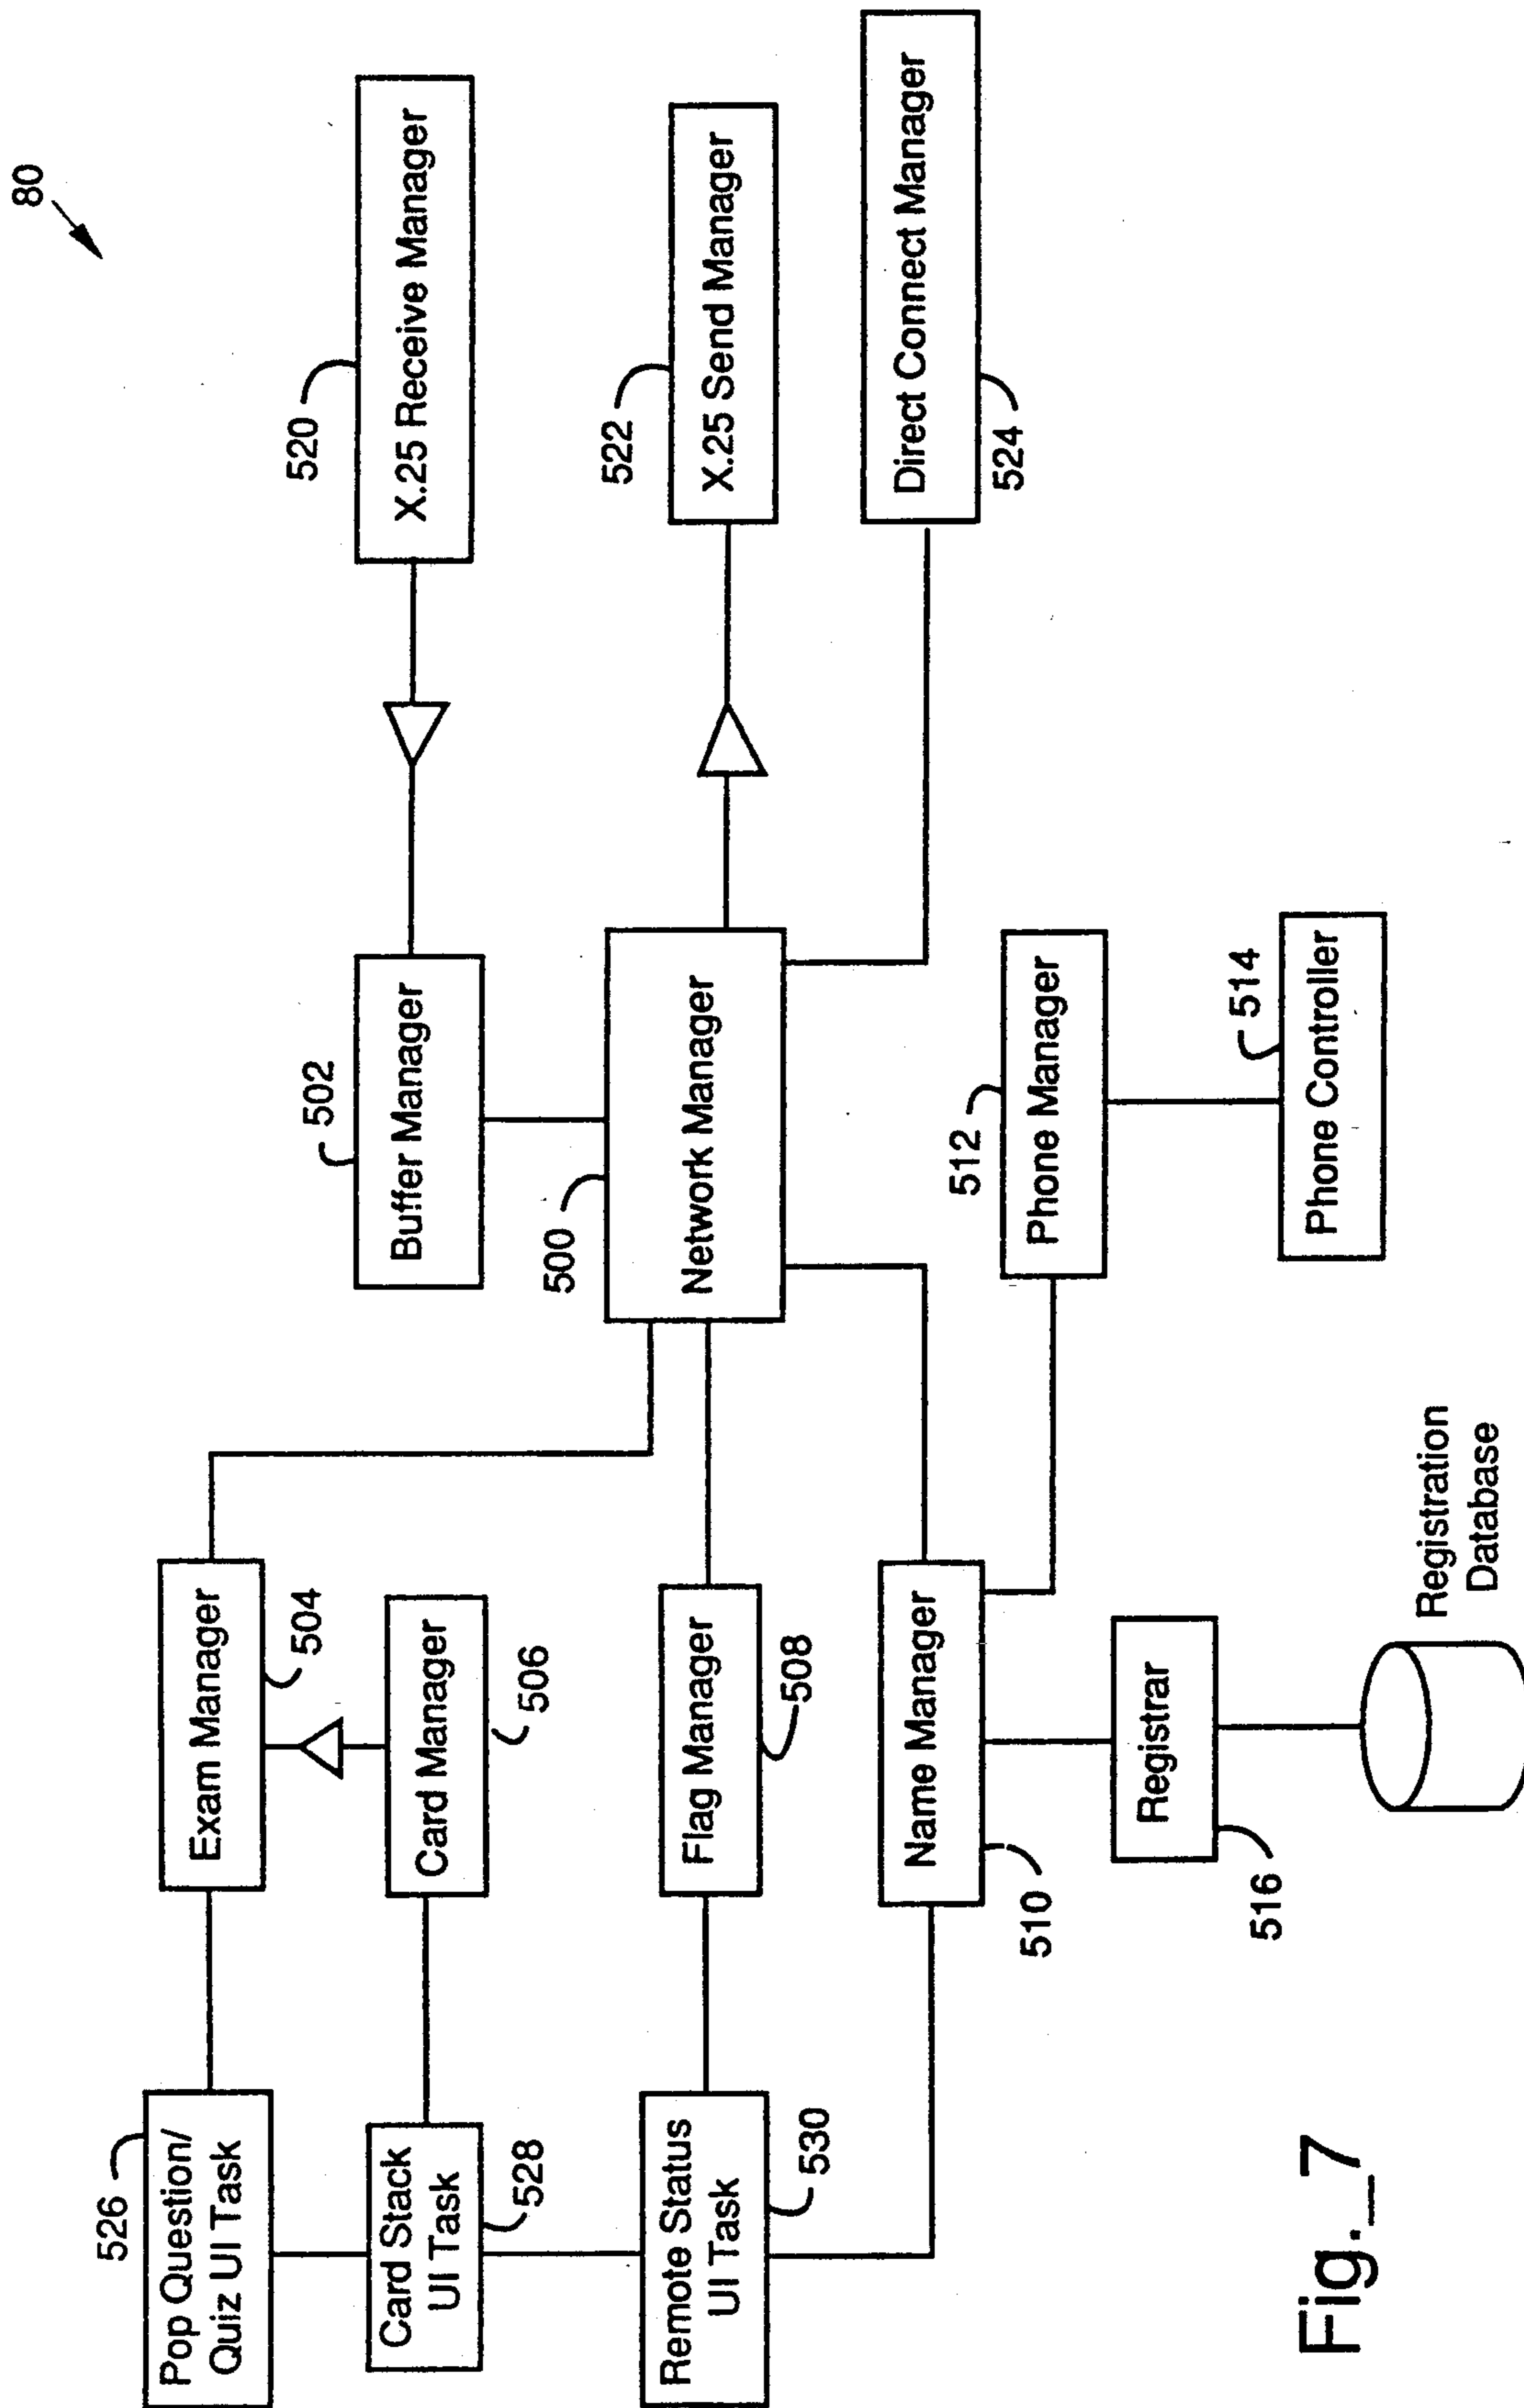 80
526
Pop Question/
Quiz UI Task
Exam Manager
504
502
Buffer Manager
520
X.25 Receive Manager
Card Stack
UI Task
528
Card Manager
506
500
Network Manager
522
X.25 Send Manager
Remote Status
UI Task
530
Flag Manager
508
Direct Connect Manager
524
Name Manager
510
512
Phone Manager
Registrar
516
514
Phone Controller
Registration
Database
Fig._7